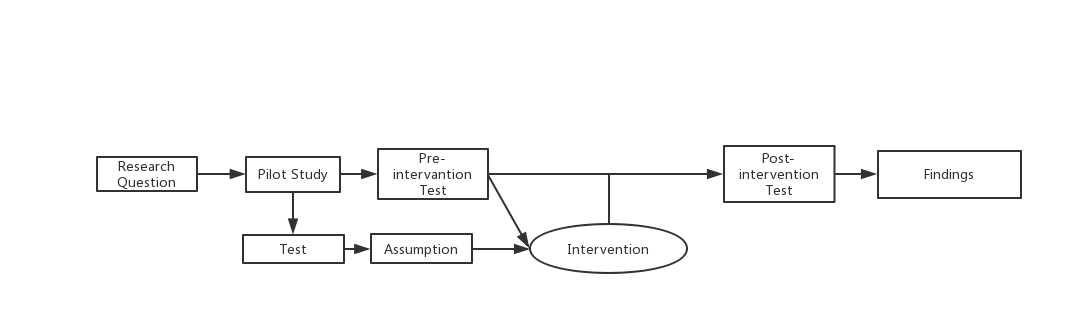 Research
Question
Pilot Study
Pre-
intervantion
Test
Post-
intervention
Test
Findings
Test
Assumption
Intervention